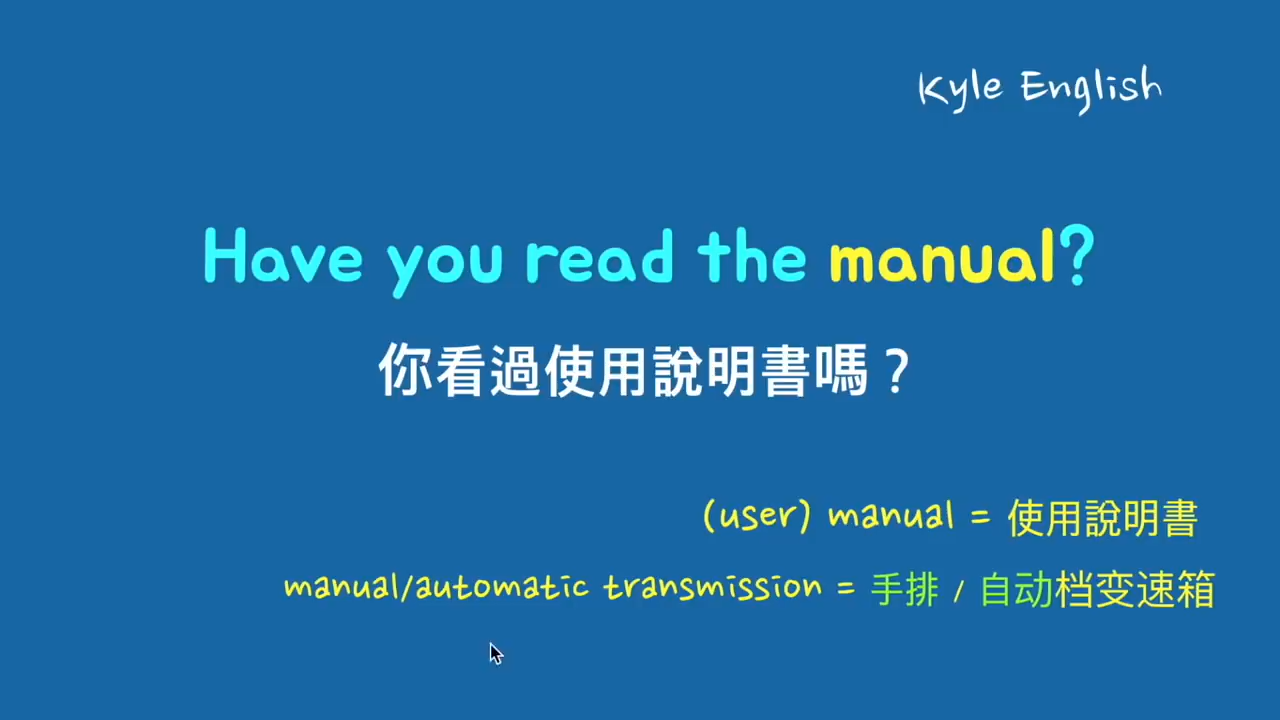 Kyle English
Have you read the manual?
你看過使用說明書嗎？
(user) manual = 使用說明書
manual/automatic transmission = 手排 / 自动档变速箱